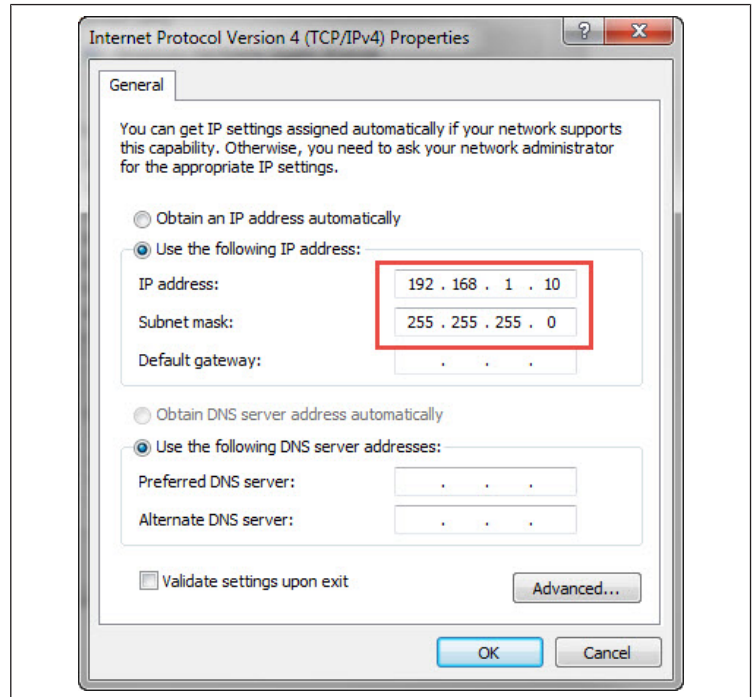 Internet Protocol Version 4 (TCP/IPv4) Properties
?
General
You can get IP settings assigned automatically if your network supports
this capability. Otherwise, you need to ask your network administrator
for the appropriate IP settings.
Obtain an IP address automatically
Use the following IP address:
IP address: 192 . 168 . 1 . 10
Subnet mask: 255 . 255 . 255 . 0
Default gateway: . . .
Obtain DNS server address automatically
Use the following DNS server addresses:
Preferred DNS server: . . .
Alternate DNS server: . . .
Validate settings upon exit
Advanced...
OK Cancel